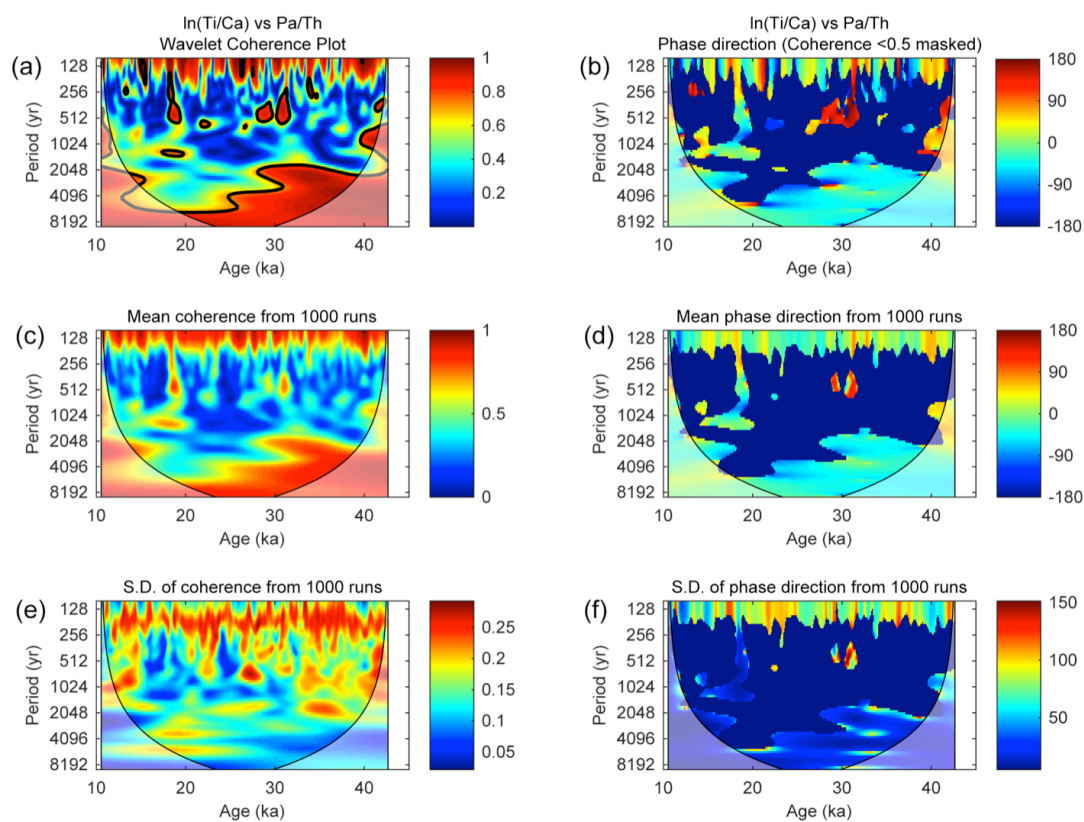 ln(Ti/Ca) vs Pa/Th
Wavelet Coherence Plot
(a)
Period (yr)
128
256
512
1024
2048
4096
8192
10 20 30 40
Age (ka)
1
0.8
0.6
0.4
0.2
ln(Ti/Ca) vs Pa/Th
Phase direction (Coherence <0.5 masked)
(b)
Period (yr)
128
256
512
1024
2048
4096
8192
10 20 30 40
Age (ka)
180
90
0
-90
-180
Mean coherence from 1000 runs
(c)
Period (yr)
128
256
512
1024
2048
4096
8192
10 20 30 40
Age (ka)
1
0.5
0
Mean phase direction from 1000 runs
(d)
Period (yr)
128
256
512
1024
2048
4096
8192
10 20 30 40
Age (ka)
180
90
0
-90
-180
S.D. of coherence from 1000 runs
(e)
Period (yr)
128
256
512
1024
2048
4096
8192
10 20 30 40
Age (ka)
0.25
0.2
0.15
0.1
0.05
S.D. of phase direction from 1000 runs
(f)
Period (yr)
128
256
512
1024
2048
4096
8192
10 20 30 40
Age (ka)
150
100
50